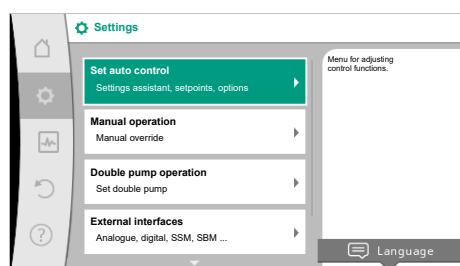 Settings
Set auto control
Settings assistant, setpoints, options
Manual operation
Manual override
Double pump operation
Set double pump
External interfaces
Analogue, digital, SSM, SBM ...
Menu for adjusting
control functions.
Language